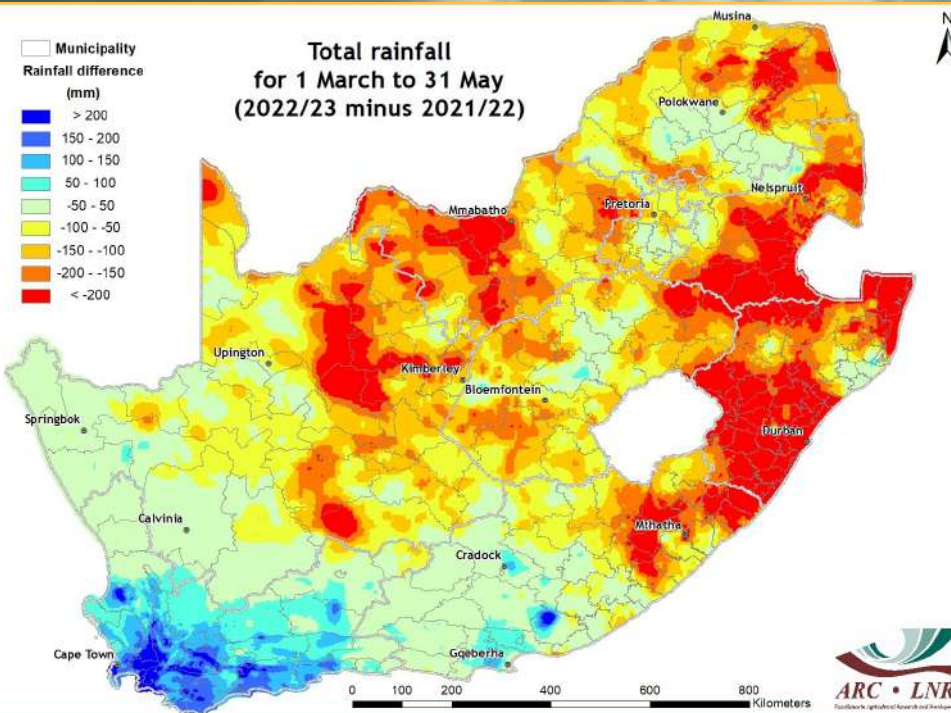 Total rainfall
for 1 March to 31 May
(2022/23 minus 2021/22)
Municipality
Rainfall difference
(mm)
> 200
150 - 200
100 - 150
50 - 100
-50 - 50
-100 - -50
-150 - -100
-200 - -150
< -200
N
Musina
Polokwane
Nelspruit
Pretoria
Mmabatho
Upington
Kimberley
Bloemfontein
Springbok
Durban
Calvinia
Mthatha
Cradock
Cape Town
Gqeberha
0 100 200 400 600 800
Kilometers
ARC • LNR